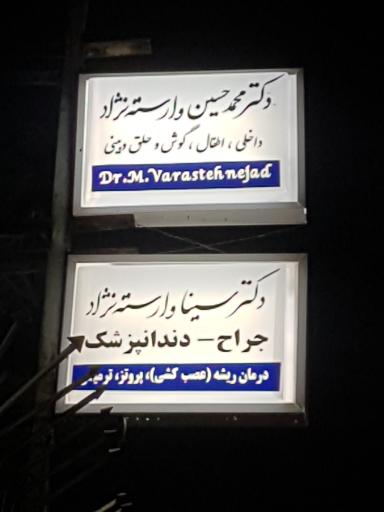 دکتر محمد حسین وارسته نژاد
داخلی ، اطفال ، گوش و حلق و بینی
Dr.M.Varastehnejad
دکتر سینا وارسته نژاد
جراح - دندانپزشک
درمان ریشه (عصب کشی)، پروتز،